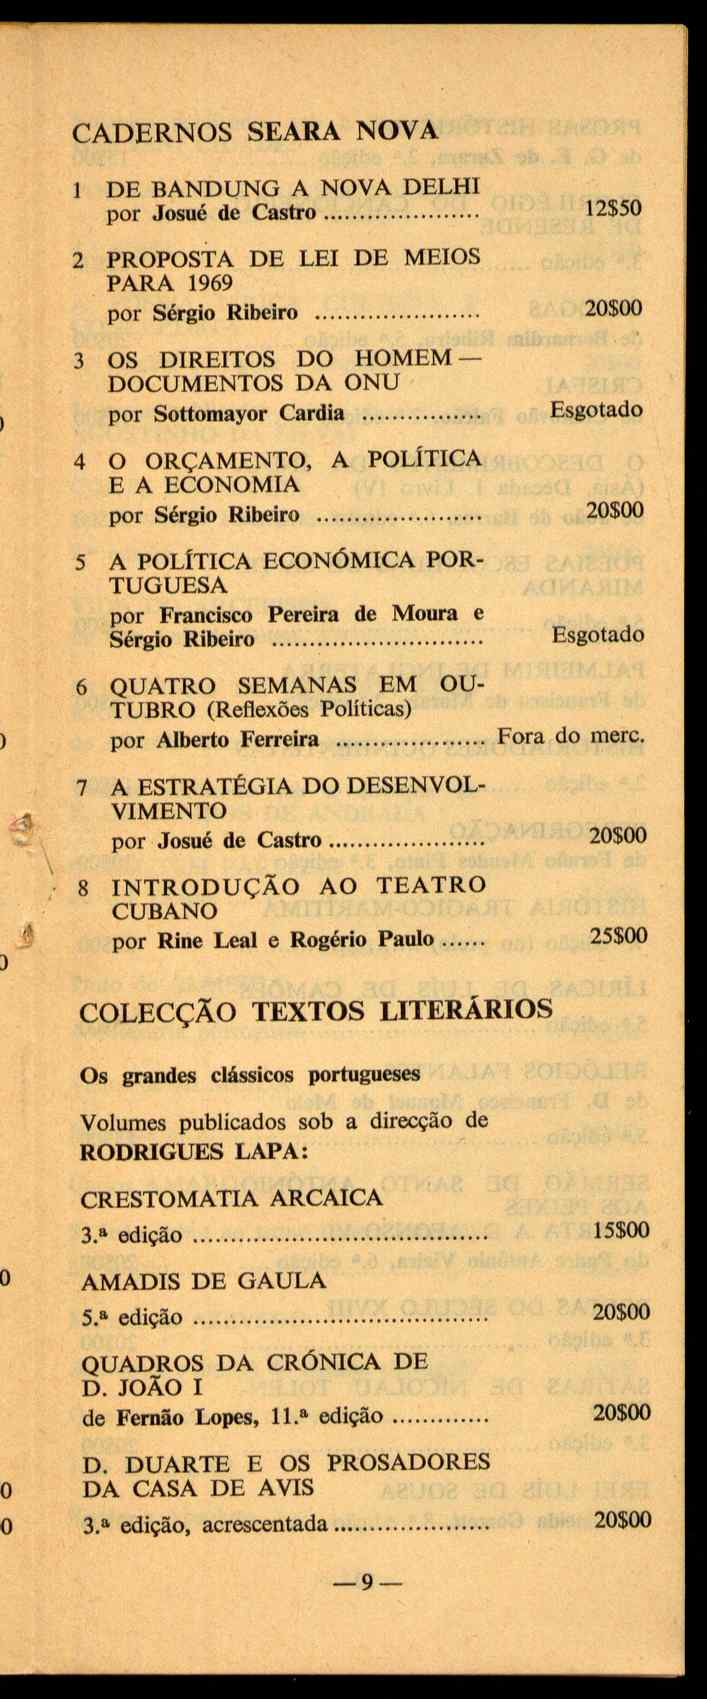 CADERNOS SEARA NOVA
1 DE BANDUNG A NOVA DELHI
por Josué de Castro ...................... 12$50
2 PROPOSTA DE LEI DE MEIOS
PARA 1969
por Sérgio Ribeiro ....................... 20$00
3 OS DIREITOS DO HOMEM —
DOCUMENTOS DA ONU
por Sottomayor Cardia ................. Esgotado
4 O ORÇAMENTO, A POLÍTICA
E A ECONOMIA
por Sérgio Ribeiro ....................... 20$00
5 A POLÍTICA ECONÓMICA POR-
TUGUESA
por Francisco Pereira de Moura e
Sérgio Ribeiro ............................. Esgotado
6 QUATRO SEMANAS EM OU-
TUBRO (Reflexões Políticas)
por Alberto Ferreira ..................... Fora do merc.
7 A ESTRATÉGIA DO DESENVOL-
VIMENTO
por Josué de Castro ...................... 20$00
8 INTRODUÇÃO AO TEATRO
CUBANO
por Rine Leal e Rogério Paulo ...... 25$00
COLECÇÃO TEXTOS LITERÁRIOS
Os grandes clássicos portugueses
Volumes publicados sob a direcção de
RODRIGUES LAPA:
CRESTOMATIA ARCAICA
3.ª edição ......................................... 15$00
AMADIS DE GAULA
5.ª edição ......................................... 20$00
QUADROS DA CRÓNICA DE
D. JOÃO I
de Fernão Lopes, 11.ª edição ............. 20$00
D. DUARTE E OS PROSADORES
DA CASA DE AVIS
3.ª edição, acrescentada ...................... 20$00
— 9 —